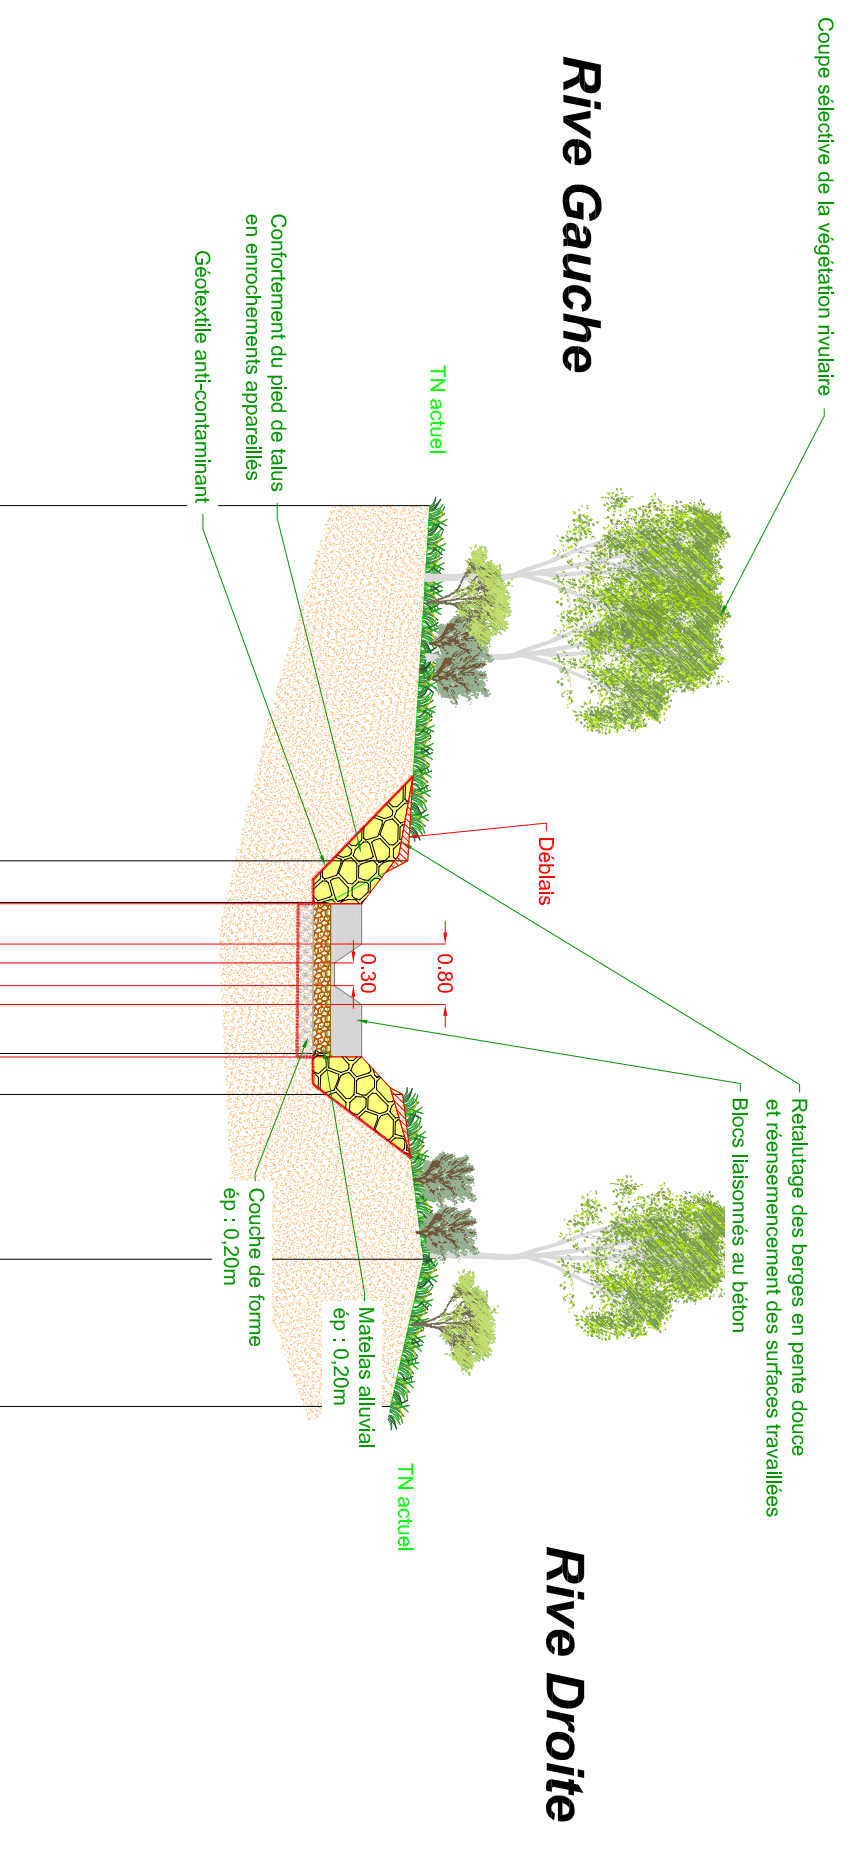 Coupe sélective de la végétation rivulaire
Rive Gauche
TN actuel
Confortement du pied de talus
en enrochements appareillés
Géotextile anti-contaminant
Déblais
0.80
0.30
Retalutage des berges en pente douce
et réensemencement des surfaces travaillées
Blocs liaisonnés au béton
Couche de forme
ép : 0,20m
Matelas alluvial
ép : 0,20m
TN actuel
Rive Droite